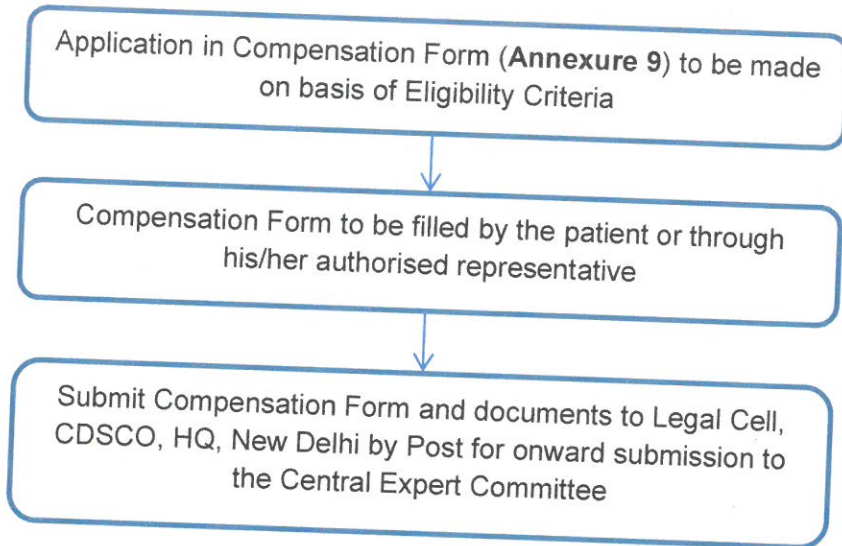 Application in Compensation Form (Annexure 9) to be made
on basis of Eligibility Criteria
Compensation Form to be filled by the patient or through
his/her authorised representative
Submit Compensation Form and documents to Legal Cell,
CDSCO, HQ, New Delhi by Post for onward submission to
the Central Expert Committee